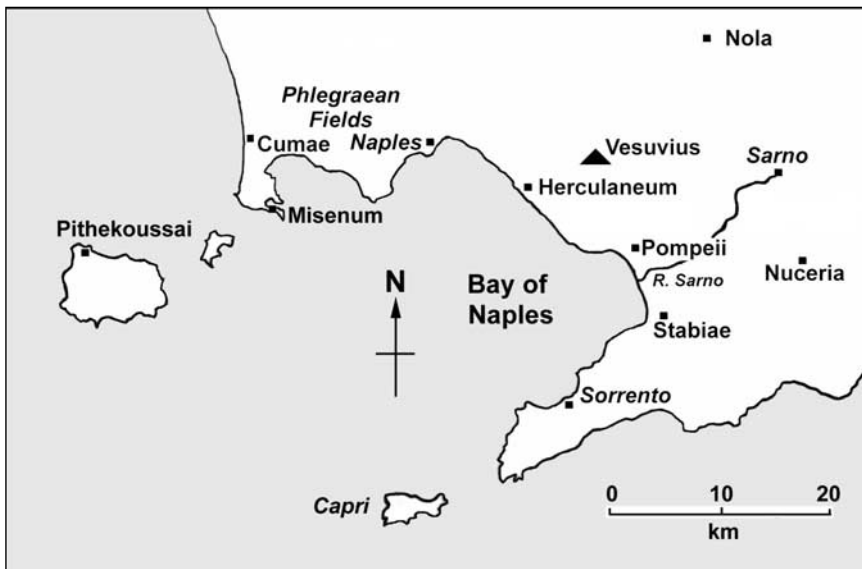 Nola
Phlegraean
Fields
Cumae
Naples
Vesuvius
Sarno
Herculaneum
Misenum
Pithekoussai
Pompeii
Nuceria
R. Sarno
N
Bay of
Naples
Stabiae
Sorrento
Capri
0 10 20
km